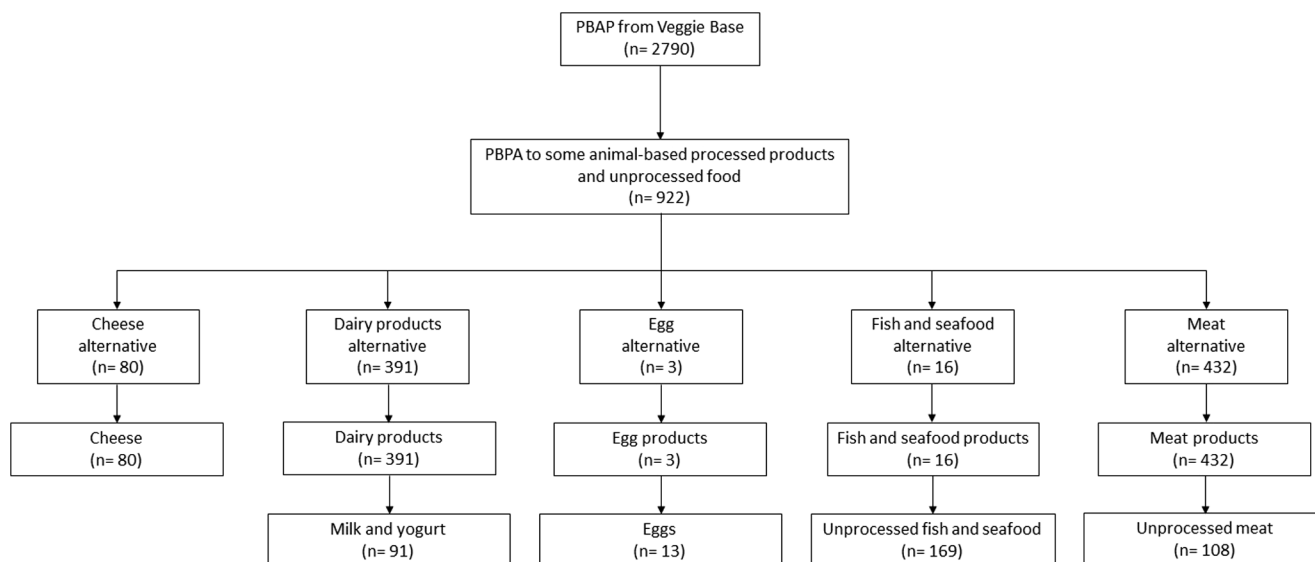 PBAP from Veggie Base
(n= 2790)
PBPA to some animal-based processed products
and unprocessed food
(n= 922)
Cheese
alternative
(n= 80)
Dairy products
alternative
(n= 391)
Egg
alternative
(n= 3)
Fish and seafood
alternative
(n= 16)
Meat
alternative
(n= 432)
Cheese
(n= 80)
Dairy products
(n= 391)
Egg products
(n= 3)
Fish and seafood products
(n= 16)
Meat products
(n= 432)
Milk and yogurt
(n= 91)
Eggs
(n= 13)
Unprocessed fish and seafood
(n= 169)
Unprocessed meat
(n= 108)